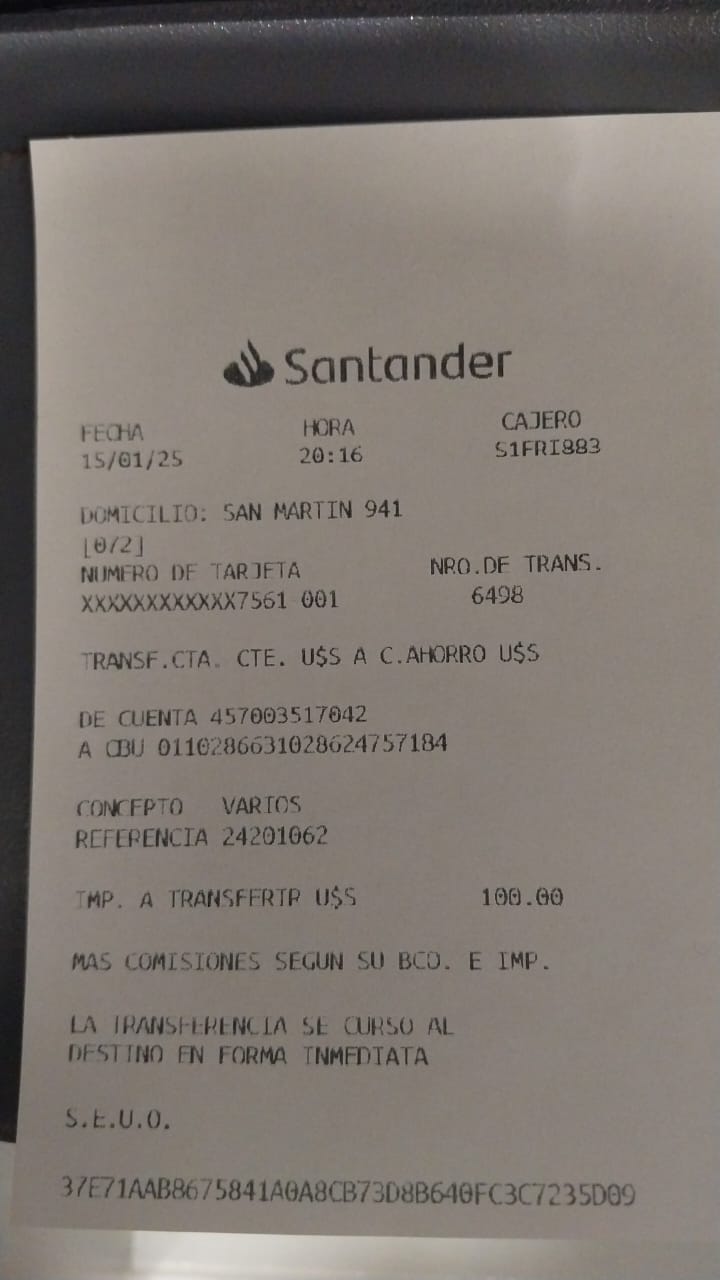 Santander
FECHA HORA CAJERO
15/01/25 20:16 S1FRI883
DOMICILIO: SAN MARTIN 941
[0/2]
NUMERO DE TARJETA NRO.DE TRANS.
XXXXXXXXXXXX7561 001 6498
TRANSF.CTA. CTE. U$S A C.AHORRO U$S
DE CUENTA 457003517042
A CBU 0110286631028624757184
CONCEPTO VARIOS
REFERENCIA 24201062
IMP. A TRANSFERIR U$S 100.00
MAS COMISIONES SEGUN SU BCO. E IMP.
LA TRANSFERENCIA SE CURSO AL
DESTINO EN FORMA INMEDIATA
S.E.U.O.
37E71AAB8675841A0A8CB73D8B640FC3C7235D09